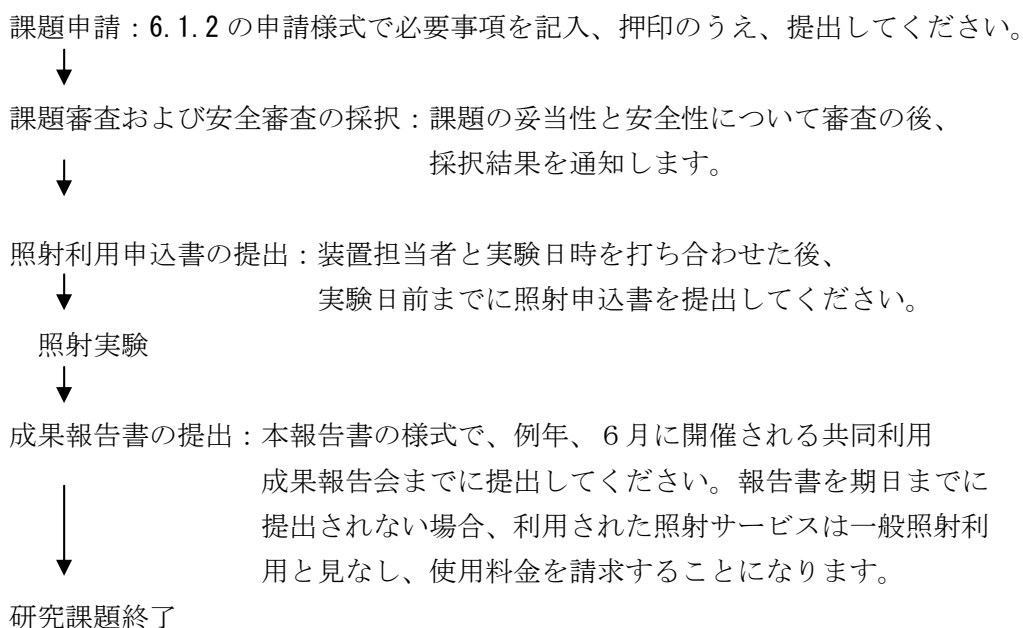 課題申請：6.1.2 の申請様式で必要事項を記入、押印のうえ、提出してください。
課題審査および安全審査の採択：課題の妥当性と安全性について審査の後、
採択結果を通知します。
照射利用申込書の提出：装置担当者と実験日時を打ち合わせた後、
実験日前までに照射申込書を提出してください。
照射実験
成果報告書の提出：本報告書の様式で、例年、６月に開催される共同利用
成果報告会までに提出してください。報告書を期日までに
提出されない場合、利用された照射サービスは一般照射利
用と見なし、使用料金を請求することになります。
研究課題終了